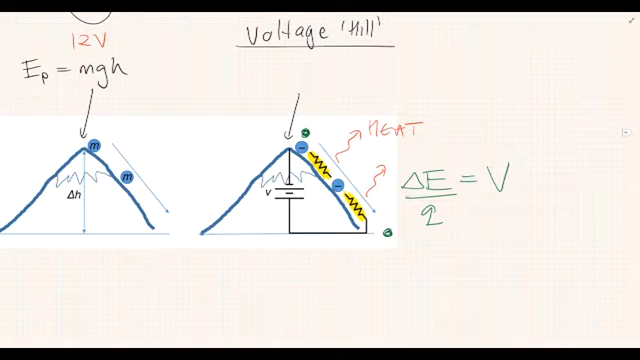 Voltage 'Hill'
12V
Ep = mgh
m
m
Δh
−
−
v
HEAT
ΔE/q = V